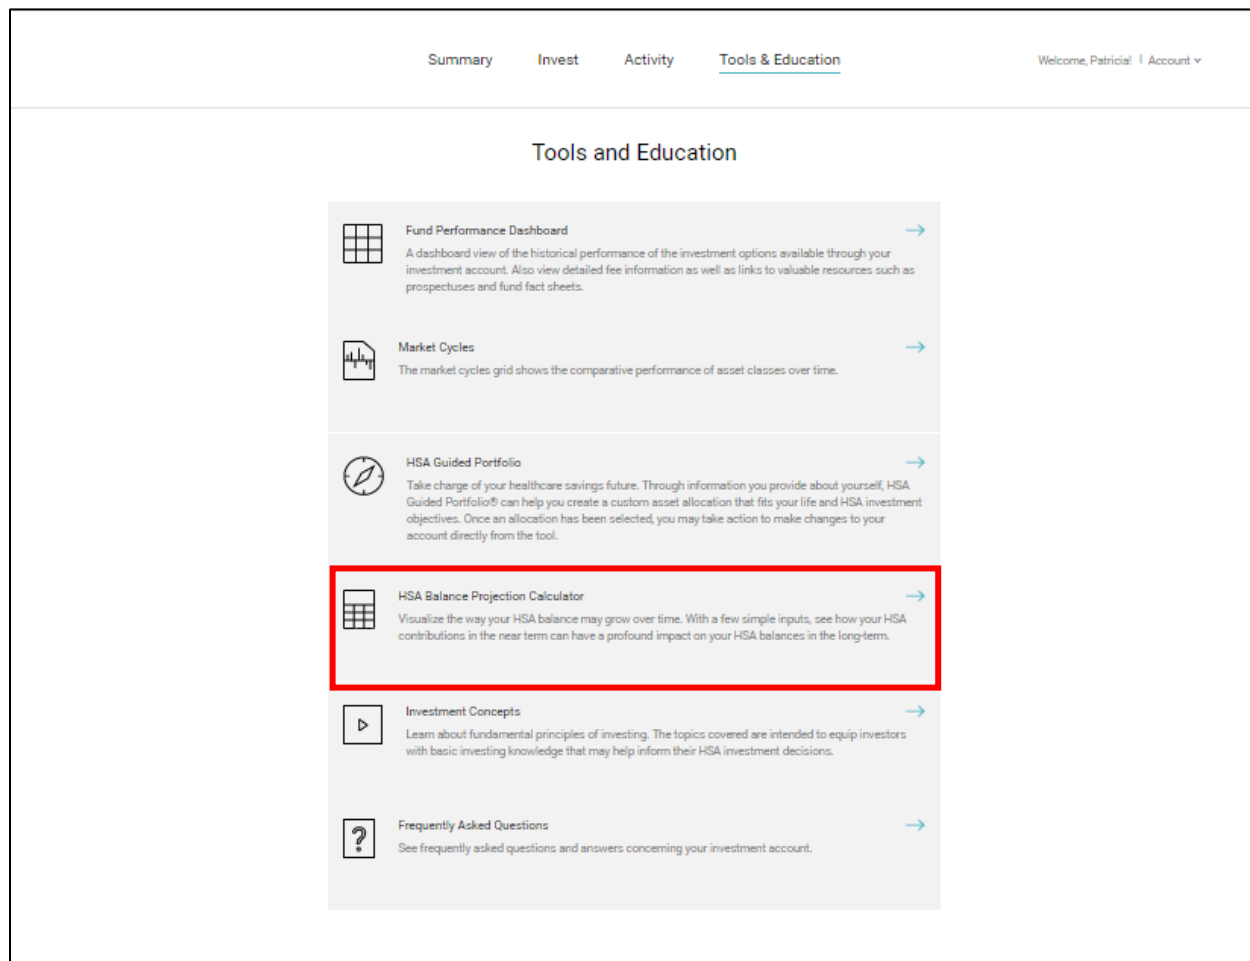 Summary Invest Activity Tools & Education Welcome, Patricia! | Account
Tools and Education
Fund Performance Dashboard
A dashboard view of the historical performance of the investment options available through your
investment account. Also view detailed fee information as well as links to valuable resources such as
prospectuses and fund fact sheets.
Market Cycles
The market cycles grid shows the comparative performance of asset classes over time.
HSA Guided Portfolio
Take charge of your healthcare savings future. Through information you provide about yourself, HSA
Guided Portfolio® can help you create a custom asset allocation that fits your life and HSA investment
objectives. Once an allocation has been selected, you may take action to make changes to your
account directly from the tool.
HSA Balance Projection Calculator
Visualize the way your HSA balance may grow over time. With a few simple inputs, see how your HSA
contributions in the near term can have a profound impact on your HSA balances in the long-term.
Investment Concepts
Learn about fundamental principles of investing. The topics covered are intended to equip investors
with basic investing knowledge that may help inform their HSA investment decisions.
?
Frequently Asked Questions
See frequently asked questions and answers concerning your investment account.